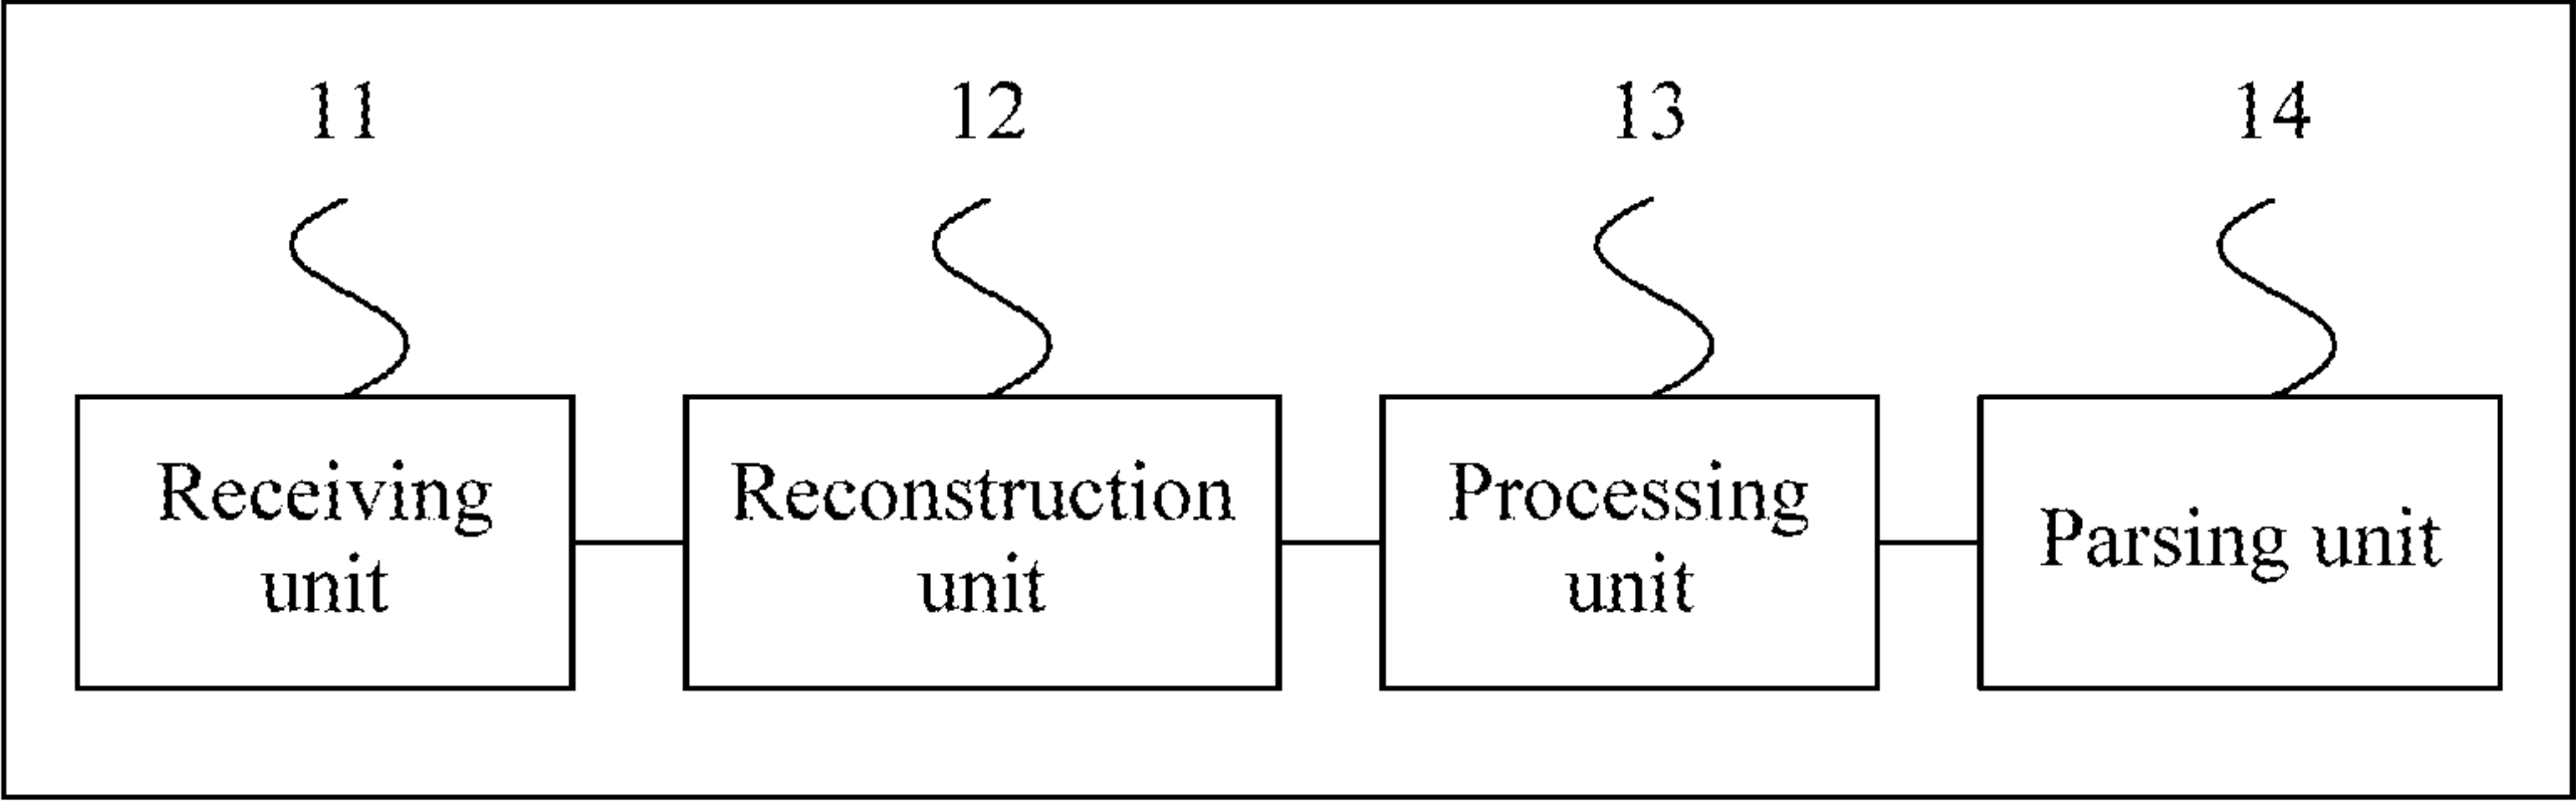 11
12
13
14
Receiving
unit
Reconstruction
unit
Processing
unit
Parsing unit